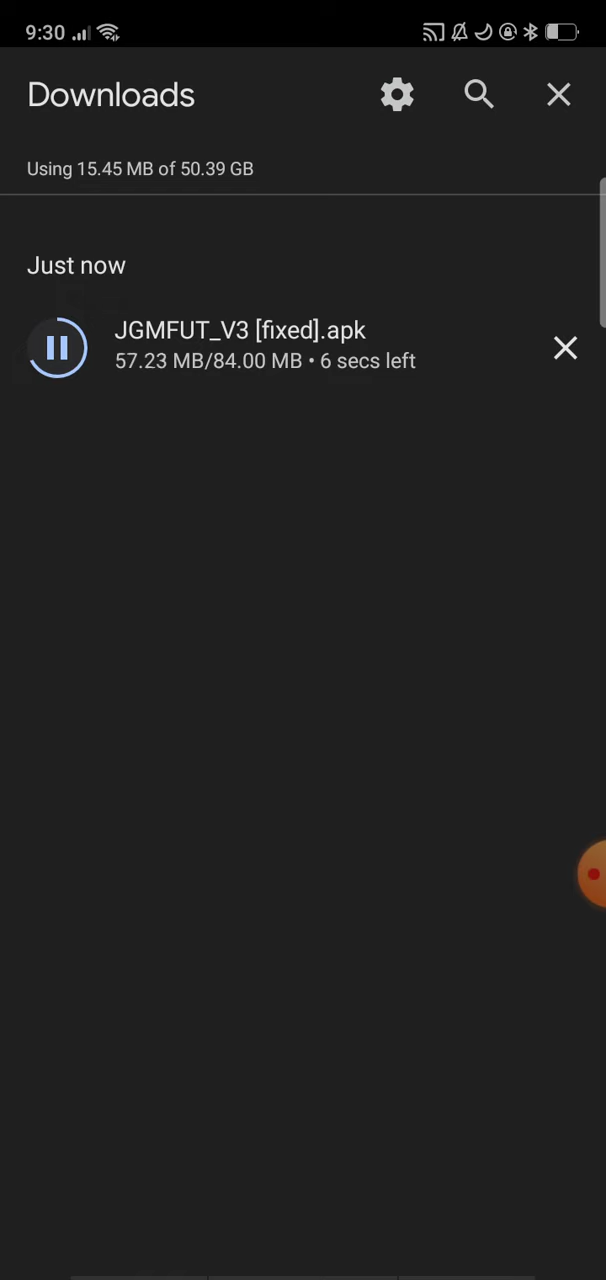 9:30
Downloads
Using 15.45 MB of 50.39 GB
Just now
JGMFUT_V3 [fixed].apk
57.23 MB/84.00 MB • 6 secs left